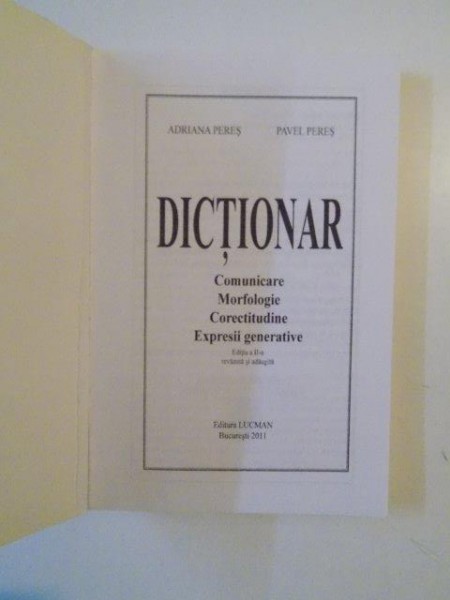 ADRIANA PEREȘ PAVEL PEREȘ
DICȚIONAR
Comunicare
Morfologie
Corectitudine
Expresii generative
Ediția a II-a
revăzută și adăugită
Editura LUCMAN
București 2011